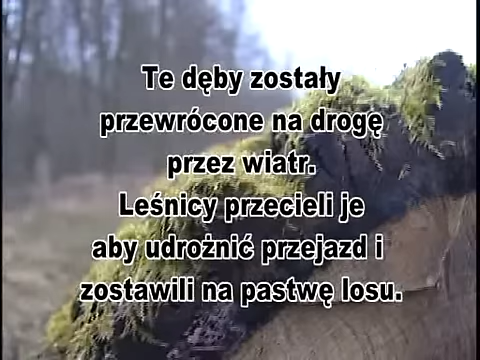 Te dęby zostały
przewrócone na drogę
przez wiatr.
Leśnicy przecieli je
aby udrożnić przejazd i
zostawili na pastwę losu.